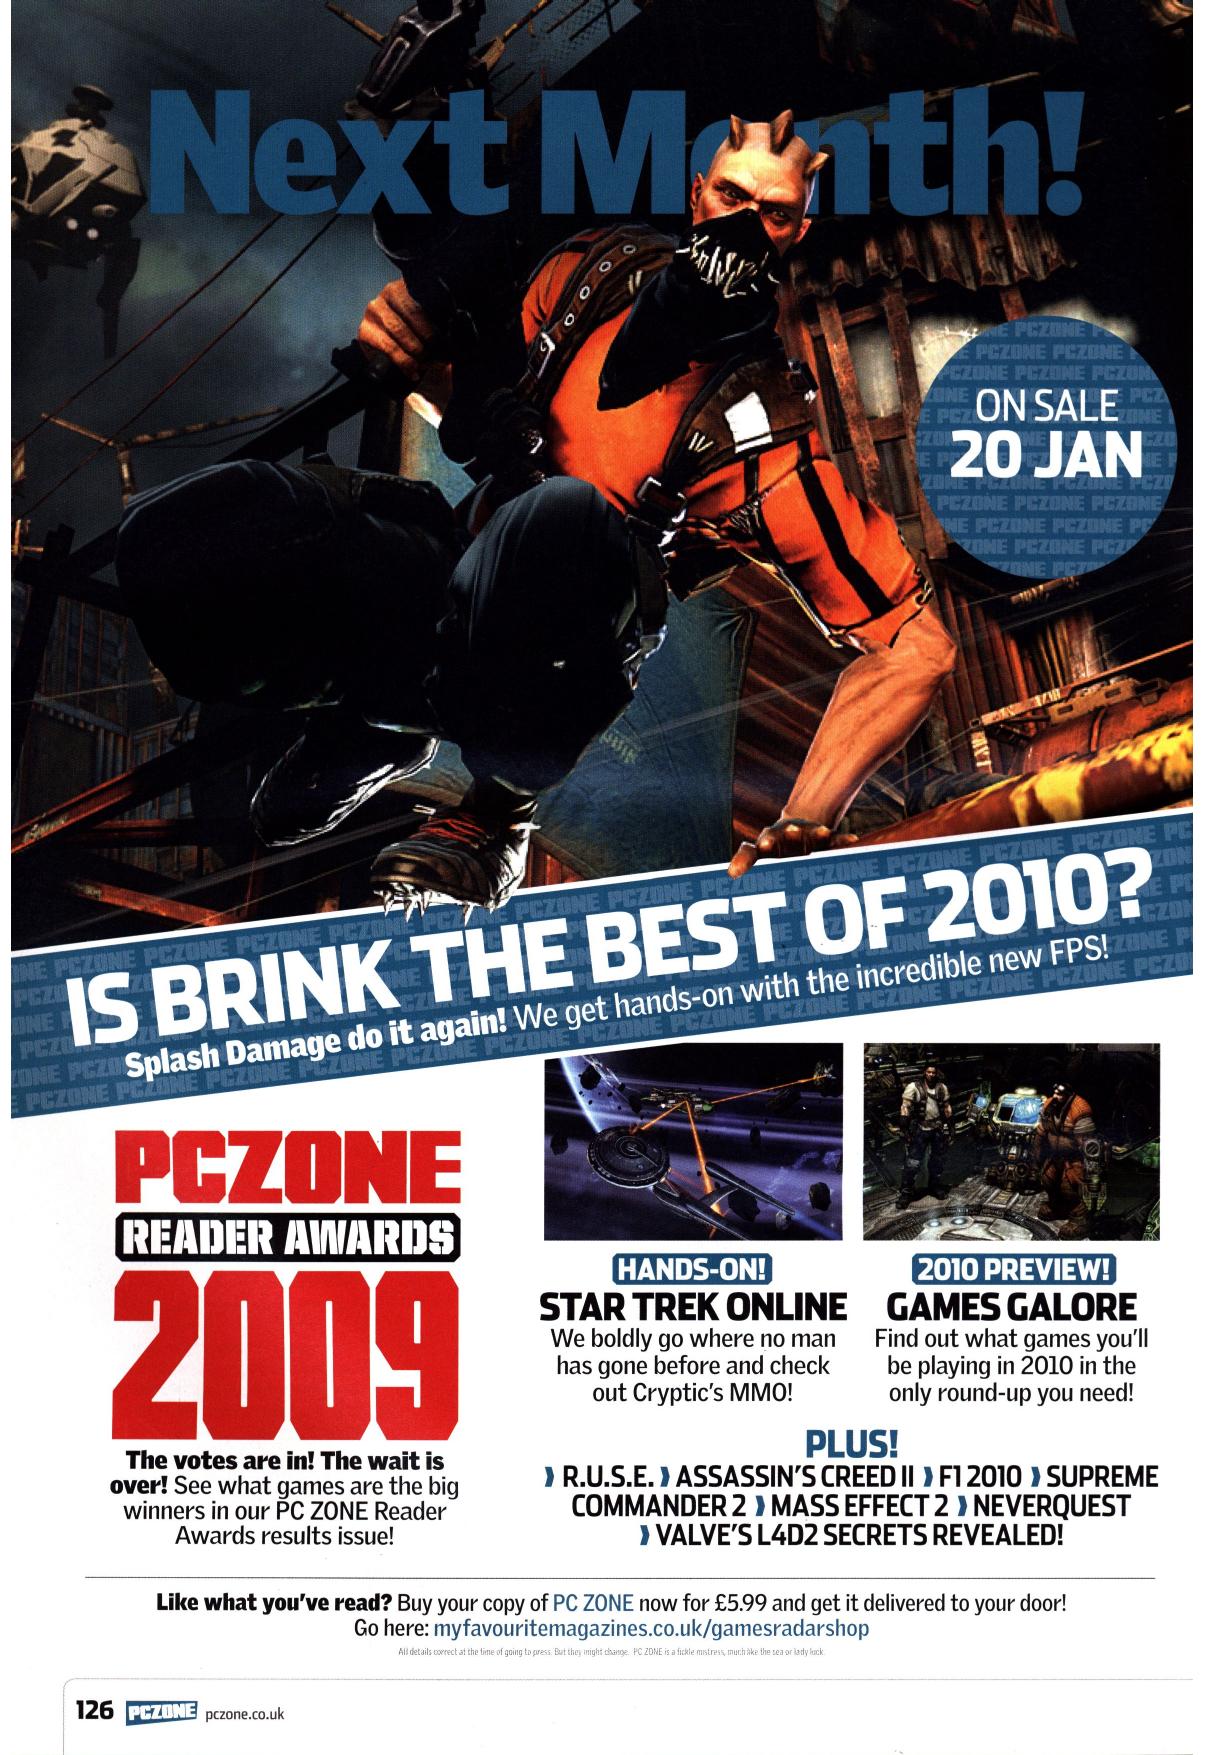 Next Month!
ON SALE
20 JAN
IS BRINK THE BEST OF 2010?
Splash Damage do it again! We get hands-on with the incredible new FPS!
PCZONE
READER AWARDS
2009
The votes are in! The wait is
over! See what games are the big
winners in our PC ZONE Reader
Awards results issue!
HANDS-ON!
STAR TREK ONLINE
We boldly go where no man
has gone before and check
out Cryptic's MMO!
2010 PREVIEW!
GAMES GALORE
Find out what games you'll
be playing in 2010 in the
only round-up you need!
PLUS!
❱ R.U.S.E. ❱ ASSASSIN'S CREED II ❱ F1 2010 ❱ SUPREME
COMMANDER 2 ❱ MASS EFFECT 2 ❱ NEVERQUEST
❱ VALVE'S L4D2 SECRETS REVEALED!
Like what you've read? Buy your copy of PC ZONE now for £5.99 and get it delivered to your door!
Go here: myfavouritemagazines.co.uk/gamesradarshop
All details correct at the time of going to press. But they might change. PC ZONE is a fickle mistress, much like the sea or lady luck.
126 PCZONE pczone.co.uk